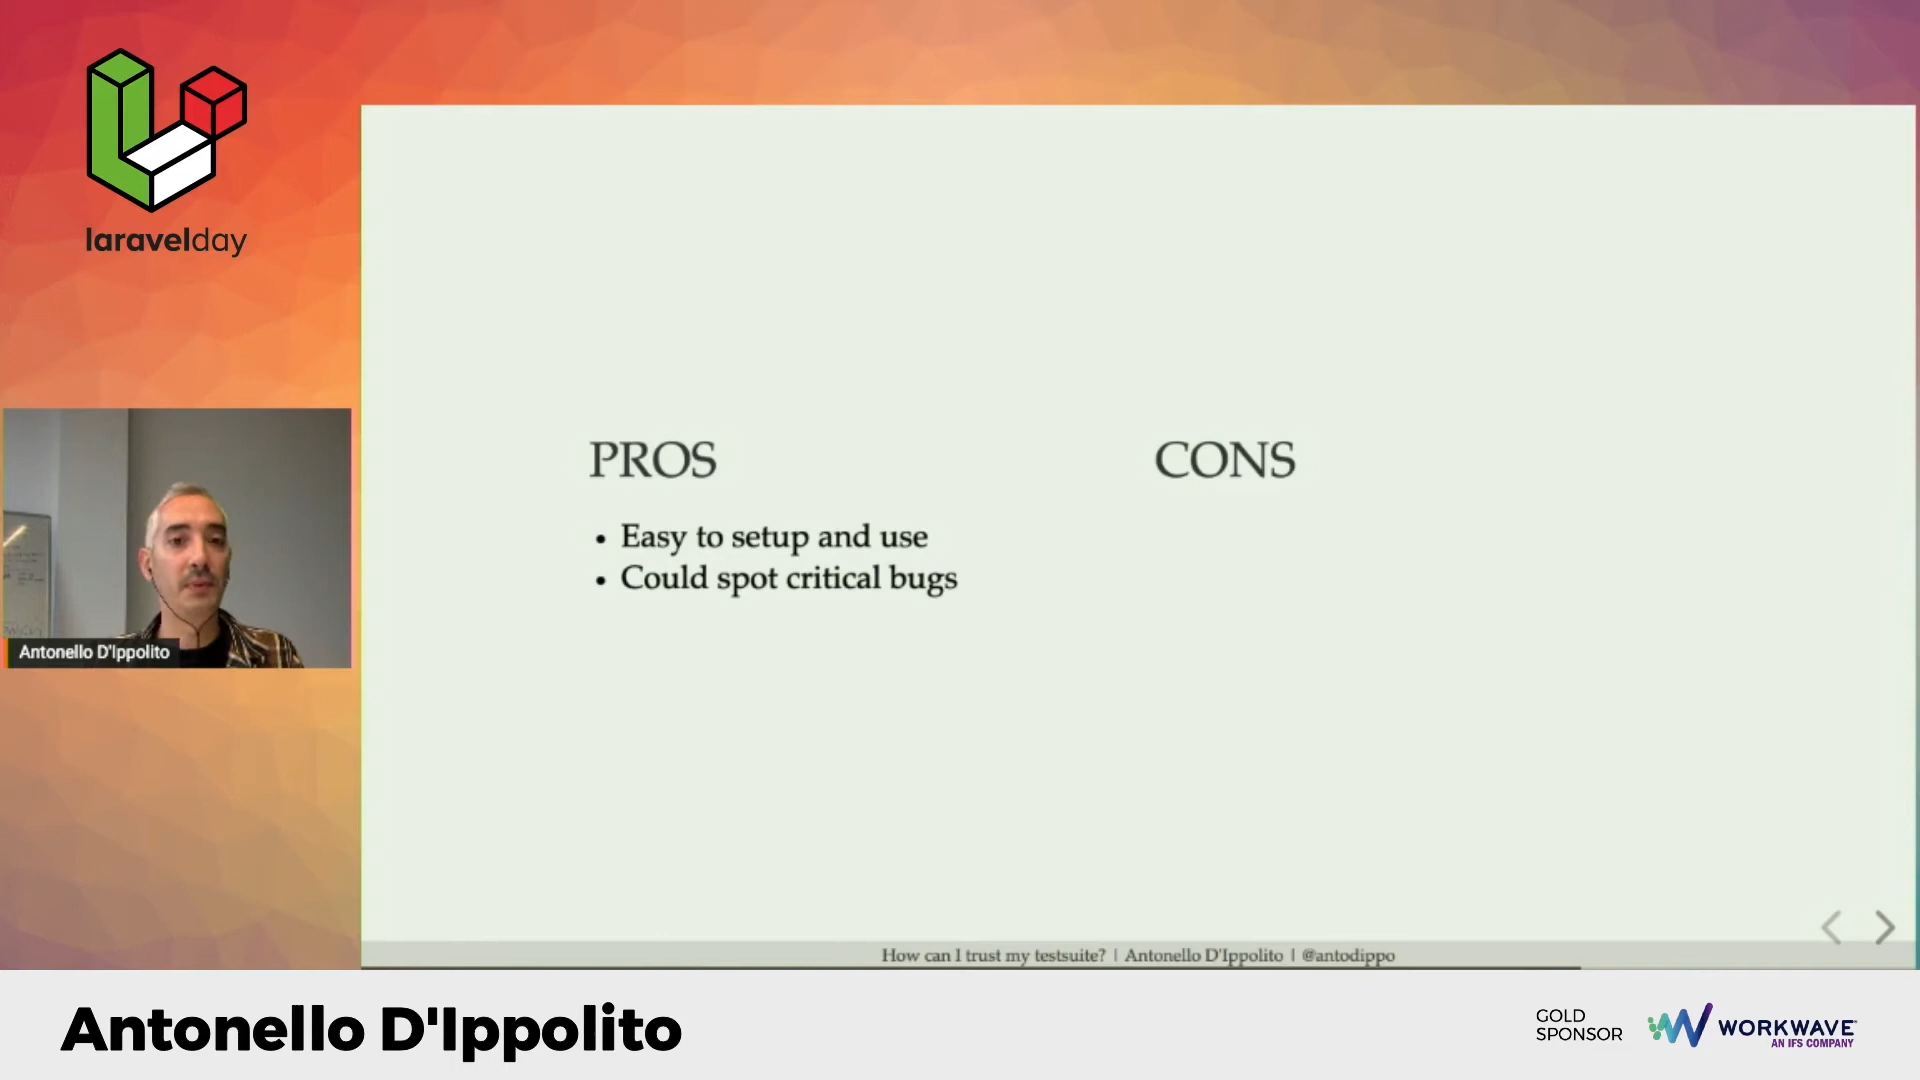 laravelday
PROS
CONS
• Easy to setup and use
• Could spot critical bugs
Antonello D'Ippolito
How can I trust my testsuite? | Antonello D'Ippolito | @antodippo
Antonello D'Ippolito
GOLD
SPONSOR
WORKWAVE
AN IFS COMPANY